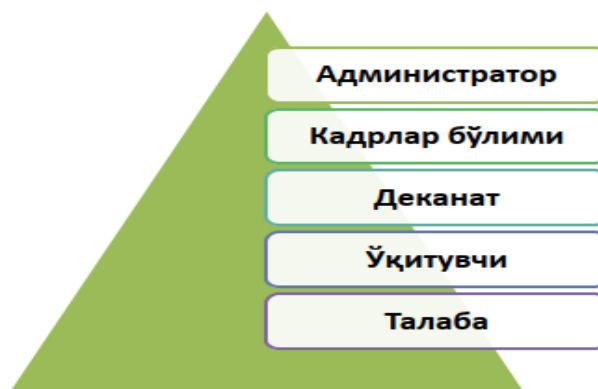 Администратор
Кадрлар бўлими
Деканат
Ўқитувчи
Талаба